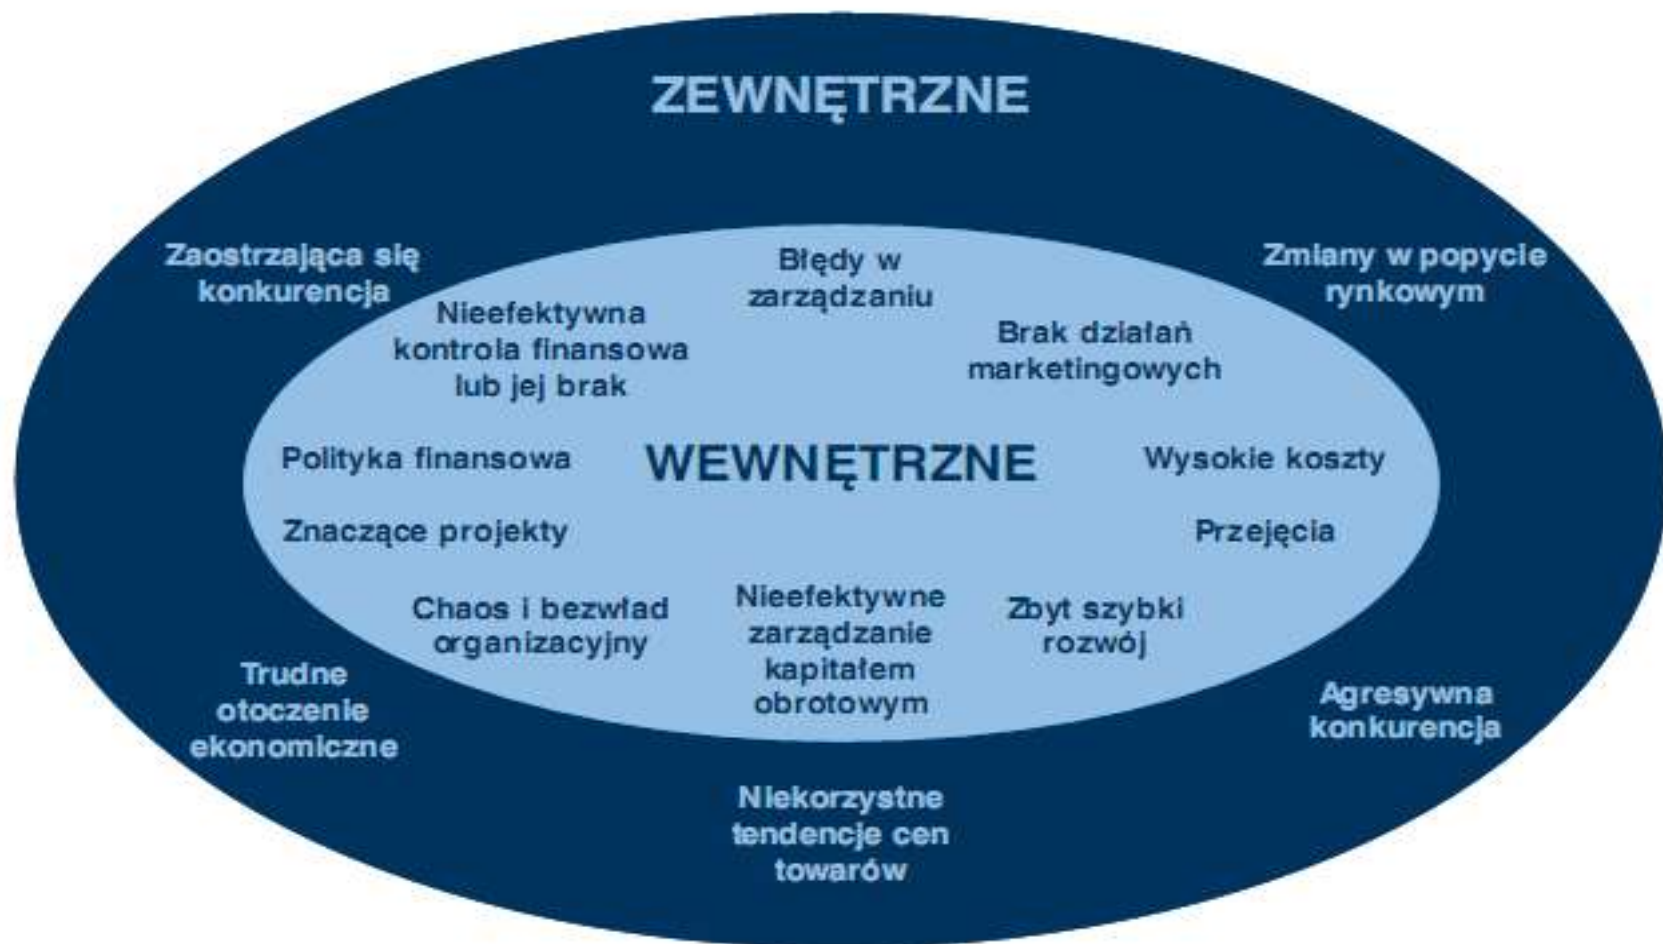 ZEWNĘTRZNE
Zaostrzająca się
konkurencja
Zmiany w popycie
rynkowym
Błędy w
zarządzaniu
Nieefektywna
kontrola finansowa
lub jej brak
Brak działań
marketingowych
Polityka finansowa
WEWNĘTRZNE
Wysokie koszty
Znaczące projekty
Przejęcia
Chaos i bezwład
organizacyjny
Nieefektywne
zarządzanie
kapitałem
obrotowym
Zbyt szybki
rozwój
Trudne
otoczenie
ekonomiczne
Agresywna
konkurencja
Niekorzystne
tendencje cen
towarów